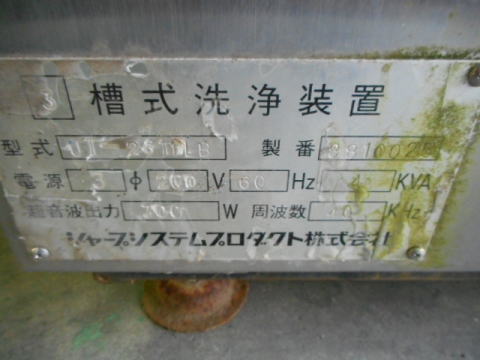 3 槽式洗浄装置
型式 製番
電源 3 φ 200 V 60 Hz KVA
超音波出力 W 周波数 KHz
シャープシステムプロダクト株式会社